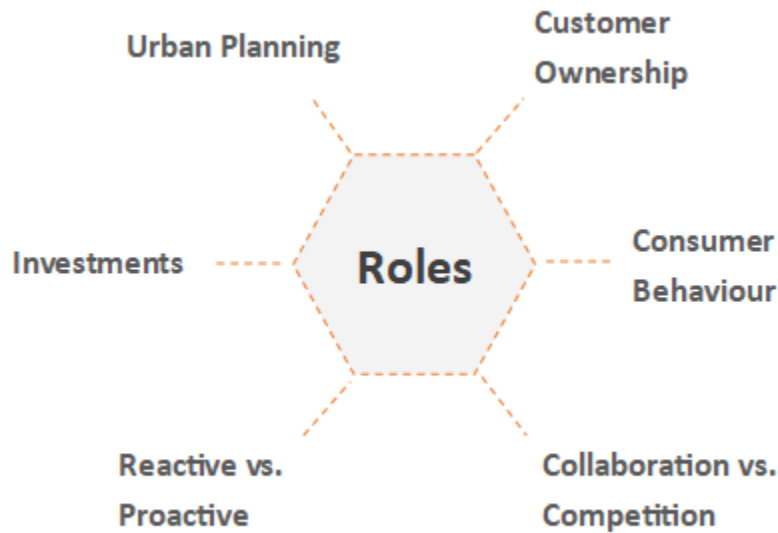 Urban Planning
Customer
Ownership
Investments
Roles
Consumer
Behaviour
Reactive vs.
Proactive
Collaboration vs.
Competition